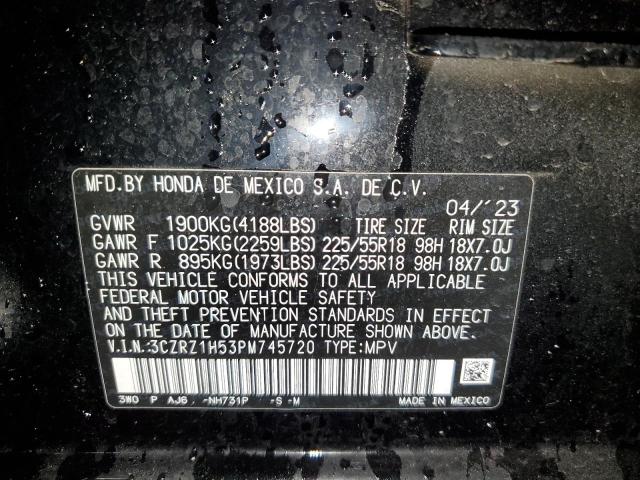 MFD.BY HONDA DE MEXICO S.A. DE C.V.
04/'23
GVWR 1900KG(4188LBS) TIRE SIZE RIM SIZE
GAWR F 1025KG(2259LBS) 225/55R18 98H 18X7.0J
GAWR R 895KG(1973LBS) 225/55R18 98H 18X7.0J
THIS VEHICLE CONFORMS TO ALL APPLICABLE
FEDERAL MOTOR VEHICLE SAFETY
AND THEFT PREVENTION STANDARDS IN EFFECT
ON THE DATE OF MANUFACTURE SHOWN ABOVE.
V.I.N.:3CZRZ1H53PM745720 TYPE:MPV
3W0 P AJ6 -NH731P -S -M MADE IN MEXICO